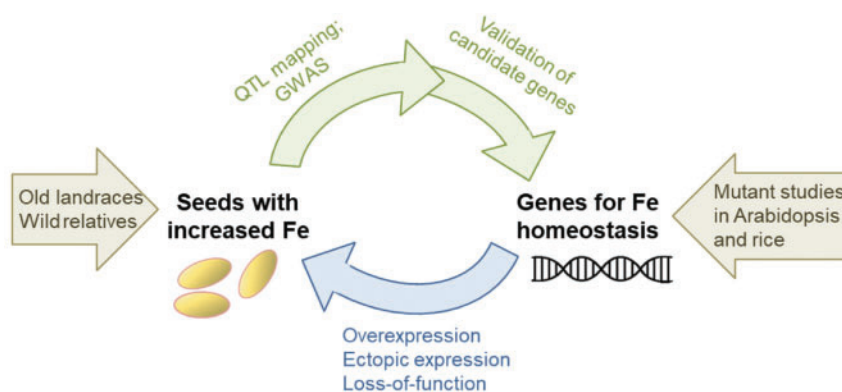 QTL mapping;
GWAS
Validation of
candidate genes
Old landraces
Wild relatives
Seeds with
increased Fe
Genes for Fe
homeostasis
Mutant studies
in Arabidopsis
and rice
Overexpression
Ectopic expression
Loss-of-function